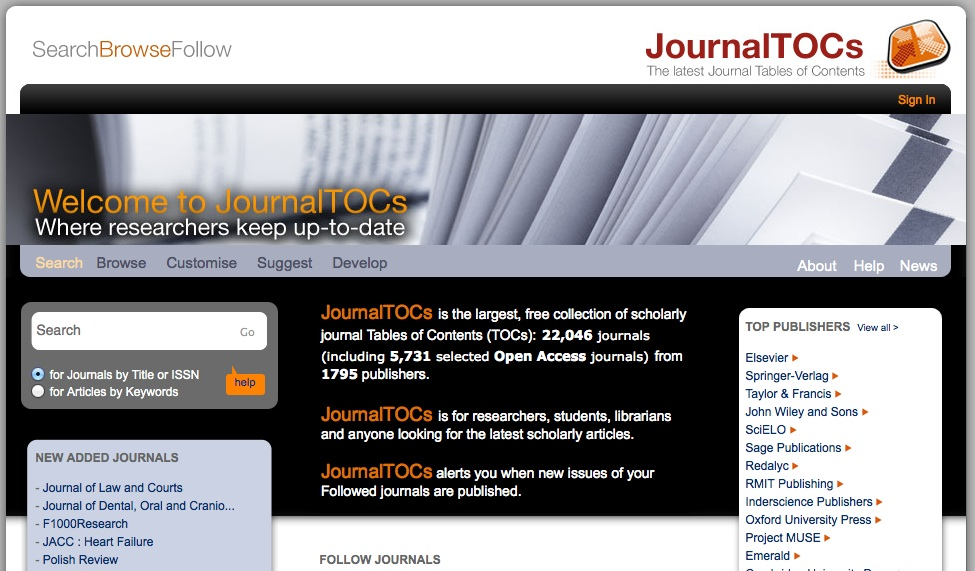 SearchBrowseFollow
JournalTOCs
The latest Journal Tables of Contents
Sign In
Welcome to JournalTOCs
Where researchers keep up-to-date
Search Browse Customise Suggest Develop
About Help News
Search Go
for Journals by Title or ISSN
for Articles by Keywords
help
NEW ADDED JOURNALS
- Journal of Law and Courts
- Journal of Dental, Oral and Cranio...
- F1000Research
- JACC : Heart Failure
- Polish Review
JournalTOCs is the largest, free collection of scholarly
journal Tables of Contents (TOCs): 22,046 journals
(including 5,731 selected Open Access journals) from
1795 publishers.
JournalTOCs is for researchers, students, librarians
and anyone looking for the latest scholarly articles.
JournalTOCs alerts you when new issues of your
Followed journals are published.
FOLLOW JOURNALS
TOP PUBLISHERS View all >
Elsevier
Springer-Verlag
Taylor & Francis
John Wiley and Sons
SciELO
Sage Publications
Redalyc
RMIT Publishing
Inderscience Publishers
Oxford University Press
Project MUSE
Emerald